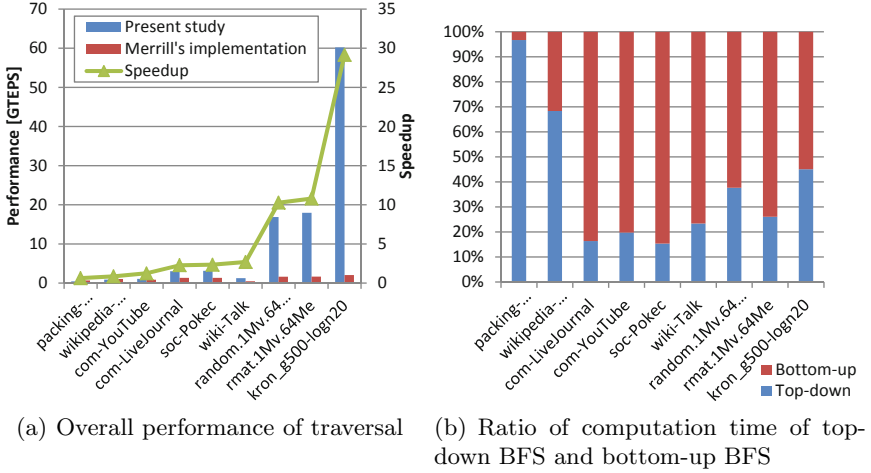 70
60
50
40
30
20
10
0
Performance [GTEPS]
Present study
Merrill's implementation
Speedup
35
30
25
20
15
10
5
0
Speedup
packing-...
wikipedia-...
com-YouTube
com-LiveJournal
soc-Pokec
wiki-Talk
random.1Mv.64...
rmat.1Mv.64Me
kron_g500-logn20
(a) Overall performance of traversal
100%
90%
80%
70%
60%
50%
40%
30%
20%
10%
0%
packing-...
wikipedia-...
com-LiveJournal
com-YouTube
soc-Pokec
wiki-Talk
random.1Mv.64...
rmat.1Mv.64Me
kron_g500-logn20
Bottom-up
Top-down
(b) Ratio of computation time of top-
down BFS and bottom-up BFS